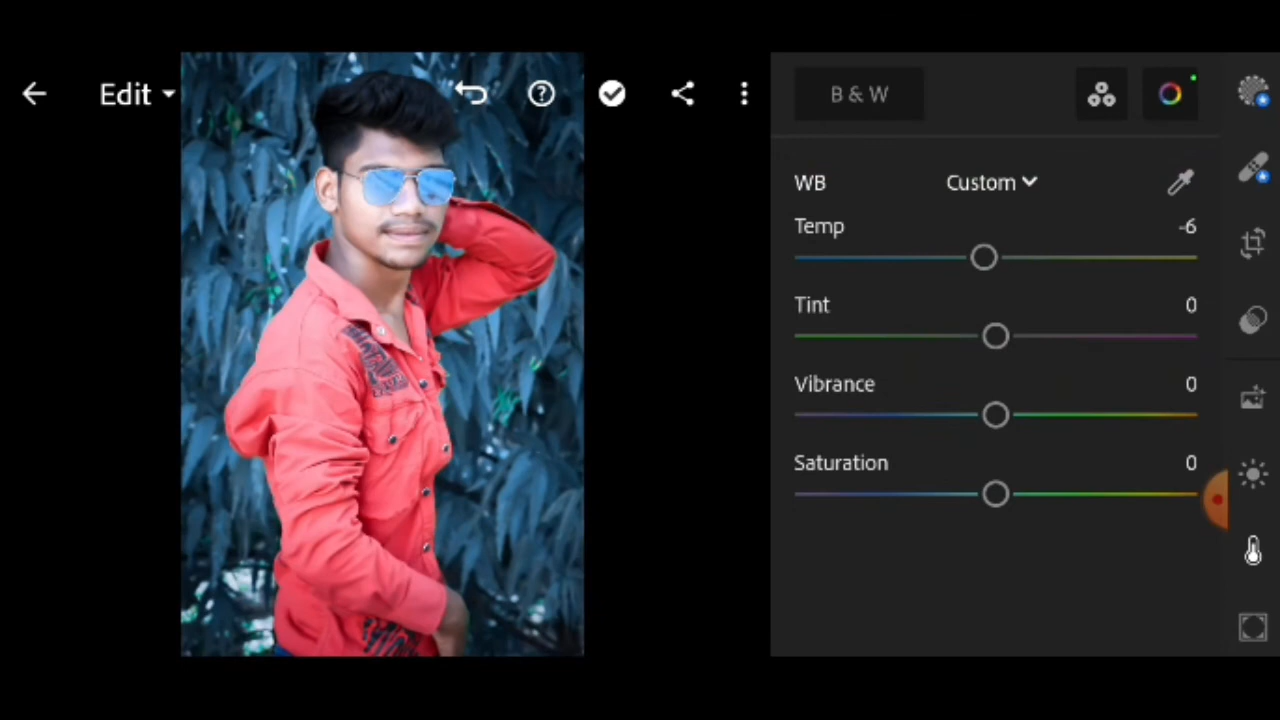 Edit
B & W
WB Custom
Temp -6
Tint 0
Vibrance 0
Saturation 0